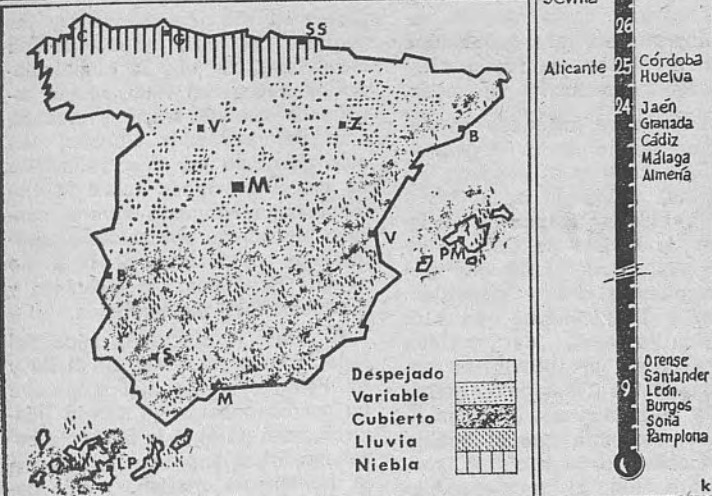 C
G
SS
V
Z
B
M
V
PM
B
S
M
LP
Despejado
Variable
Cubierto
Lluvia
Niebla
Sevilla
26
Alicante 25 Córdoba
Huelva
24 Jaén
Granada
Cádiz
Málaga
Almería
9
Orense
Santander
León
Burgos
Soria
Pamplona
k